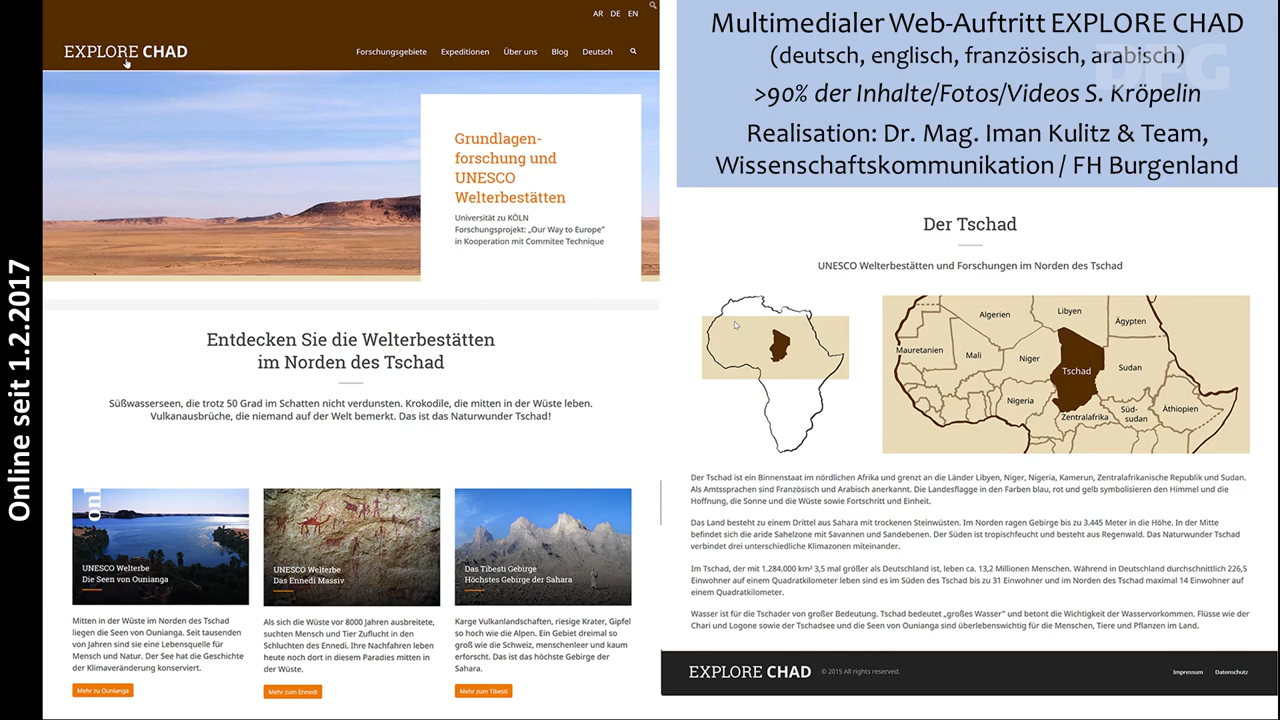 Online seit 1.2.2017
AR DE EN
EXPLORE CHAD
Forschungsgebiete Expeditionen Über uns Blog Deutsch
Grundlagen-
forschung und
UNESCO
Welterbestätten
Universität zu KÖLN
Forschungsprojekt: „Our Way to Europe“
in Kooperation mit Commitee Technique
Entdecken Sie die Welterbestätten
im Norden des Tschad
Süßwasserseen, die trotz 50 Grad im Schatten nicht verdunsten. Krokodile, die mitten in der Wüste leben.
Vulkanausbrüche, die niemand auf der Welt bemerkt. Das ist das Naturwunder Tschad!
onl
UNESCO Welterbe
Die Seen von Ounianga
Mitten in der Wüste im Norden des Tschad
liegen die Seen von Ounianga. Seit tausenden
von Jahren sind sie eine Lebensquelle für
Mensch und Natur. Der See hat die Geschichte
der Klimaveränderung konserviert.
Mehr zu Ounianga
UNESCO Welterbe
Das Ennedi Massiv
Als sich die Wüste vor 8000 Jahren ausbreitete,
suchten Mensch und Tier Zuflucht in den
Schluchten des Ennedi. Ihre Nachfahren leben
heute noch dort in diesem Paradies mitten in
der Wüste.
Mehr zum Ennedi
Das Tibesti Gebirge
Höchstes Gebirge der Sahara
Karge Vulkanlandschaften, riesige Krater, Gipfel
so hoch wie die Alpen. Ein Gebiet dreimal so
groß wie die Schweiz, menschenleer und kaum
erforscht. Das ist das höchste Gebirge der
Sahara.
Mehr zum Tibesti
Multimedialer Web-Auftritt EXPLORE CHAD
(deutsch, englisch, französisch, arabisch)
>90% der Inhalte/Fotos/Videos S. Kröpelin
Realisation: Dr. Mag. Iman Kulitz & Team,
Wissenschaftskommunikation / FH Burgenland
DFG
Der Tschad
UNESCO Welterbestätten und Forschungen im Norden des Tschad
Algerien
Libyen
Ägypten
Mauretanien
Mali
Niger
Tschad
Sudan
Nigeria
Zentralafrika
Süd-
sudan
Äthiopien
Der Tschad ist ein Binnenstaat im nördlichen Afrika und grenzt an die Länder Libyen, Niger, Nigeria, Kamerun, Zentralafrikanische Republik und Sudan.
Als Amtssprachen sind Französisch und Arabisch anerkannt. Die Landesflagge in den Farben blau, rot und gelb symbolisieren den Himmel und die
Hoffnung, die Sonne und die Wüste sowie Fortschritt und Einheit.
Das Land besteht zu einem Drittel aus Sahara mit trockenen Steinwüsten. Im Norden ragen Gebirge bis zu 3.445 Meter in die Höhe. In der Mitte
befindet sich die aride Sahelzone mit Savannen und Sandebenen. Der Süden ist tropischfeucht und besteht aus Regenwald. Das Naturwunder Tschad
verbindet drei unterschiedliche Klimazonen miteinander.
Im Tschad, der mit 1.284.000 km² 3,5 mal größer als Deutschland ist, leben ca. 13,2 Millionen Menschen. Während in Deutschland durchschnittlich 226,5
Einwohner auf einem Quadratkilometer leben sind es im Süden des Tschad bis zu 31 Einwohner und im Norden des Tschad maximal 14 Einwohner auf
einem Quadratkilometer.
Wasser ist für die Tschader von großer Bedeutung. Tschad bedeutet „großes Wasser“ und betont die Wichtigkeit der Wasservorkommen. Flüsse wie der
Chari und Logone sowie der Tschadsee und die Seen von Ounianga sind überlebenswichtig für die Menschen, Tiere und Pflanzen im Land.
EXPLORE CHAD © 2015 All rights reserved. Impressum Datenschutz